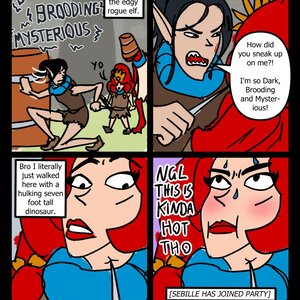 the edgy
rogue elf.
BROODING
MYSTERIOUS
YO
How did
you sneak up
on me?!
I'm so Dark,
Brooding
and Myster-
ious!
Bro I literally
just walked
here with a
hulking seven
foot tall
dinosaur.
NGL
THIS IS
KINDA
HOT
THO
[SEBILLE HAS JOINED PARTY]